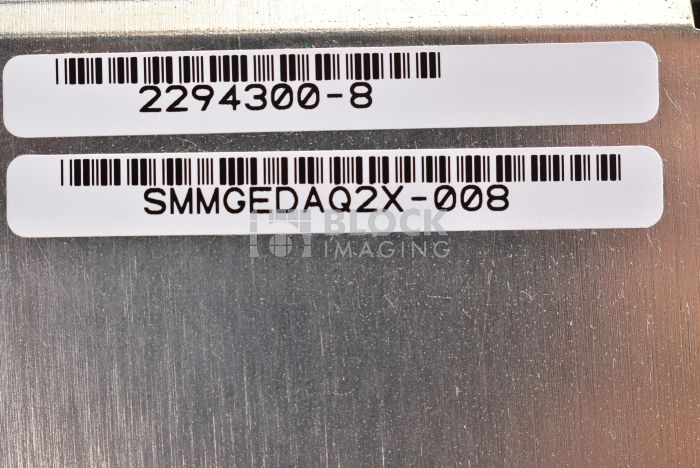 2294300-8
SMMGEDAQ2X-008
BLOCK
IMAGING